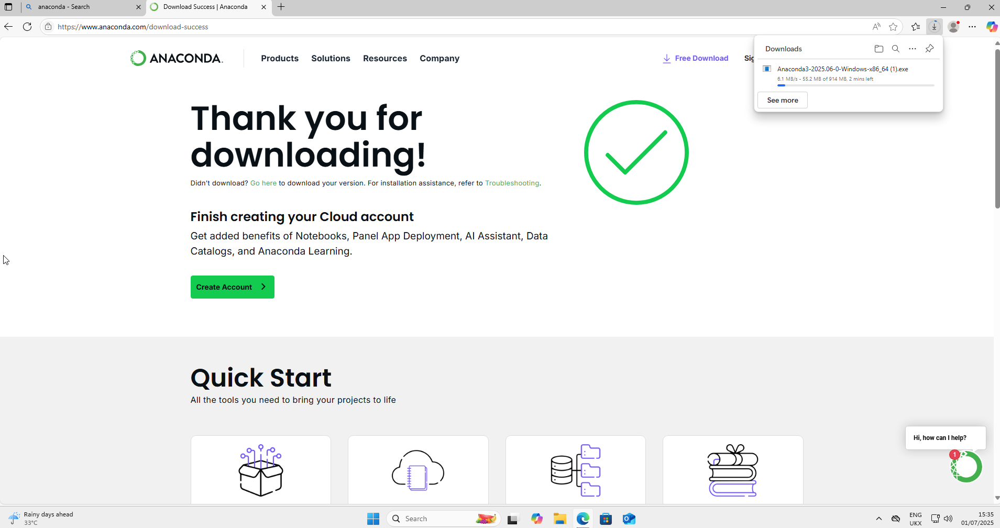 anaconda - Search
Download Success | Anaconda
https://www.anaconda.com/download-success
ANACONDA.
Products
Solutions
Resources
Company
Free Download
Downloads
Anaconda3-2025.06-0-Windows-x86_64 (1).exe
6.1 MB/s - 55.2 MB of 914 MB, 2 mins left
See more
Thank you for
downloading!
Didn't download? Go here to download your version. For installation assistance, refer to Troubleshooting.
Finish creating your Cloud account
Get added benefits of Notebooks, Panel App Deployment, AI Assistant, Data
Catalogs, and Anaconda Learning.
Create Account
Quick Start
All the tools you need to bring your projects to life
Hi, how can I help?
1
Rainy days ahead
33°C
Search
ENG
UKX
15:35
01/07/2025